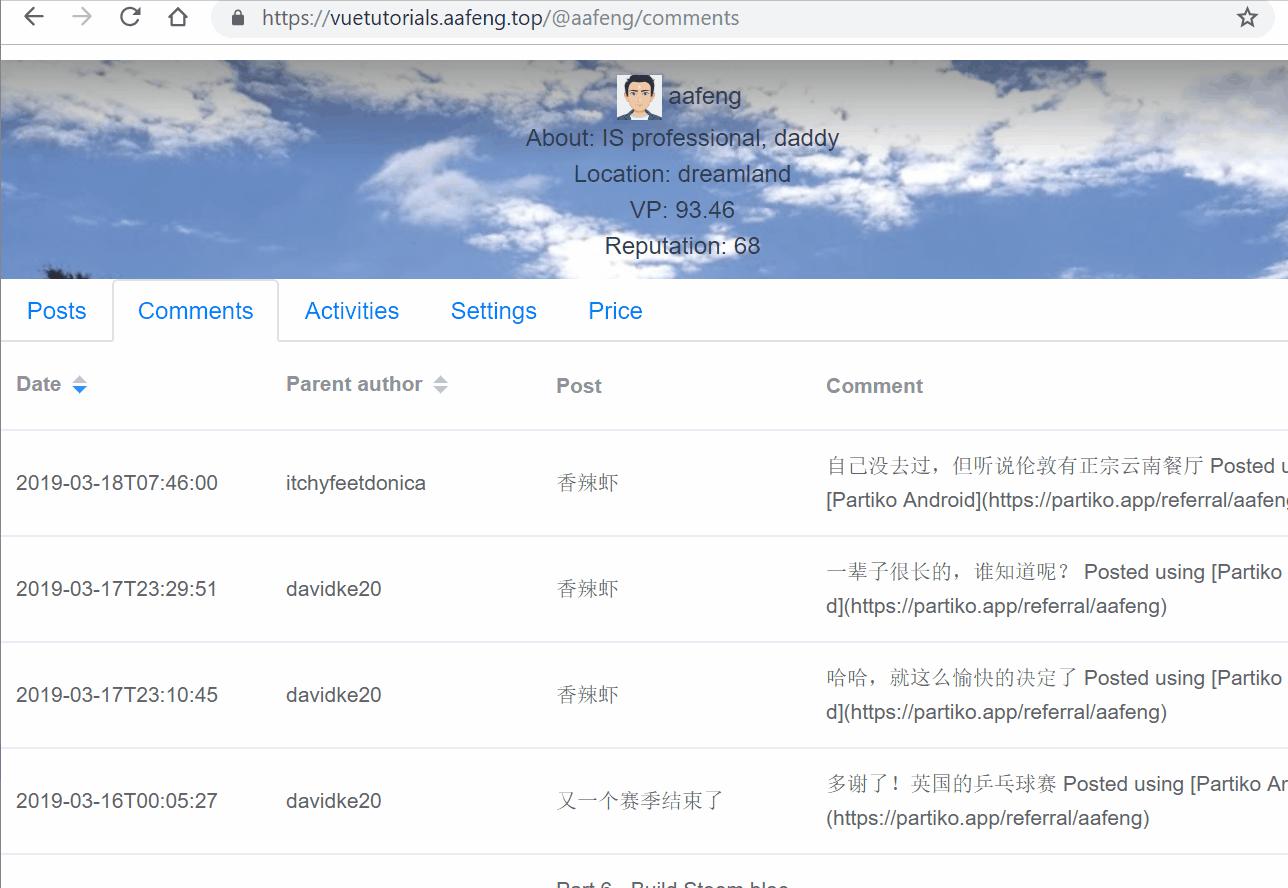 https://vuetutorials.aafeng.top/@aafeng/comments
aafeng
About: IS professional, daddy
Location: dreamland
VP: 93.46
Reputation: 68
Posts Comments Activities Settings Price
Date Parent author Post Comment
2019-03-18T07:46:00 itchyfeetdonica 香辣虾 自己没去过，但听说伦敦有正宗云南餐厅 Posted u
[Partiko Android](https://partiko.app/referral/aafeng
2019-03-17T23:29:51 davidke20 香辣虾 一辈子很长的，谁知道呢？ Posted using [Partiko
d](https://partiko.app/referral/aafeng)
2019-03-17T23:10:45 davidke20 香辣虾 哈哈，就这么愉快的决定了 Posted using [Partiko
d](https://partiko.app/referral/aafeng)
2019-03-16T00:05:27 davidke20 又一个赛季结束了 多谢了！英国的乒乓球赛 Posted using [Partiko An
(https://partiko.app/referral/aafeng)
Part 6 - Build Steem bloc